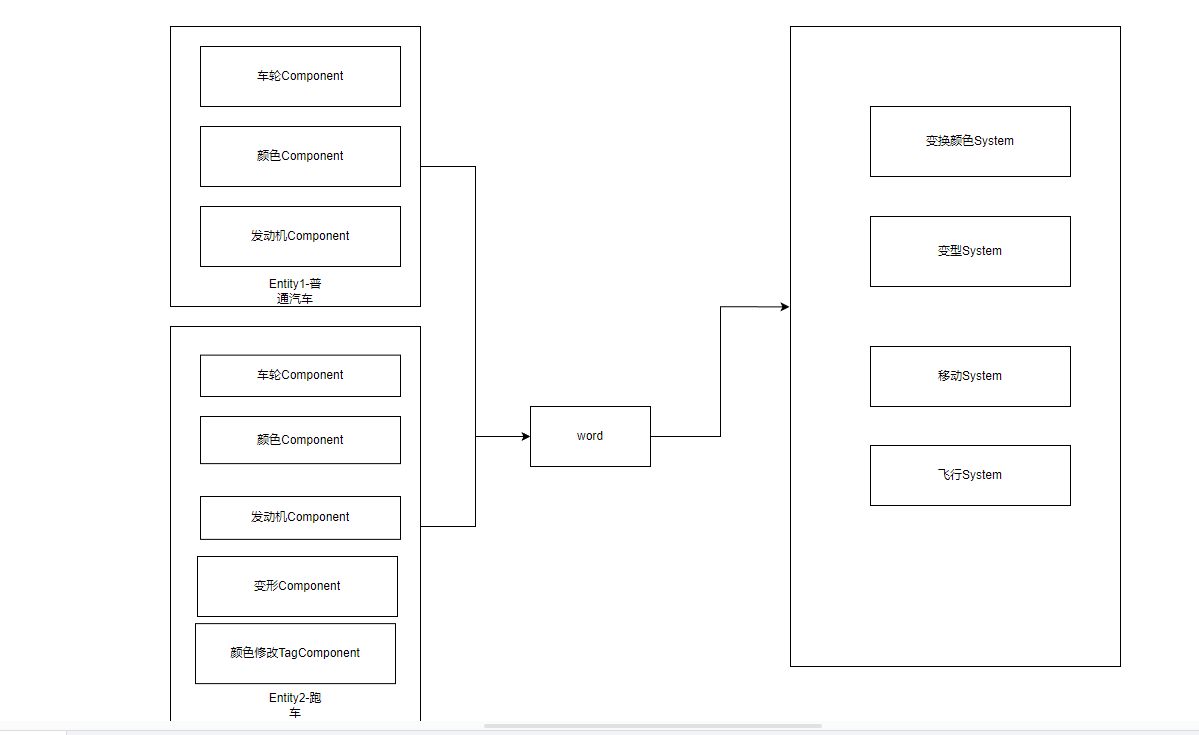 车轮Component
颜色Component
发动机Component
Entity1-普
通汽车
车轮Component
颜色Component
发动机Component
变形Component
颜色修改TagComponent
Entity2-跑
车
word
变换颜色System
变型System
移动System
飞行System